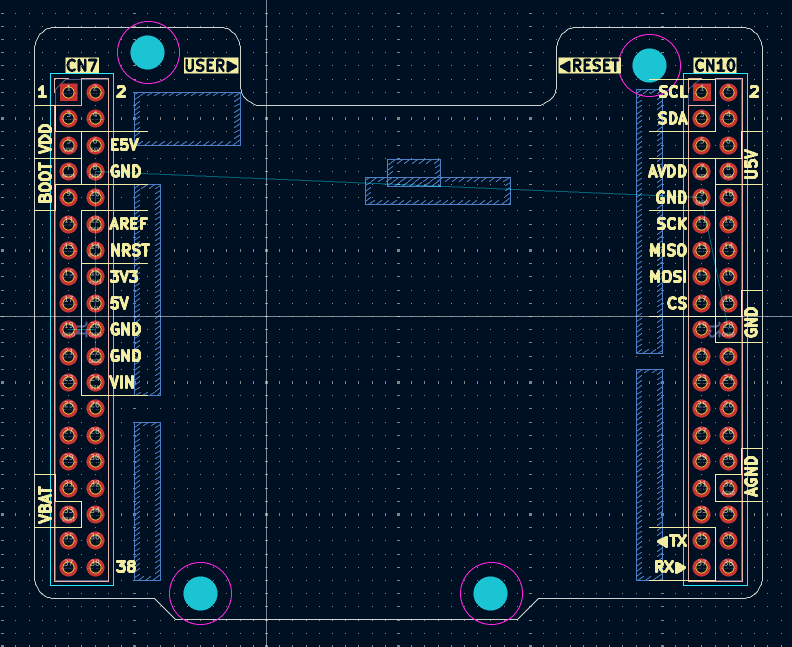 CN7
USER▶
◀RESET
CN10
1
2
SCL
2
SDA
VDD
E5V
U5V
BOOT
GND
AVDD
GND
AREF
SCK
NRST
MISO
3V3
MOSI
5V
CS
GND
GND
GND
VIN
AGND
VBAT
◀TX
38
RX▶